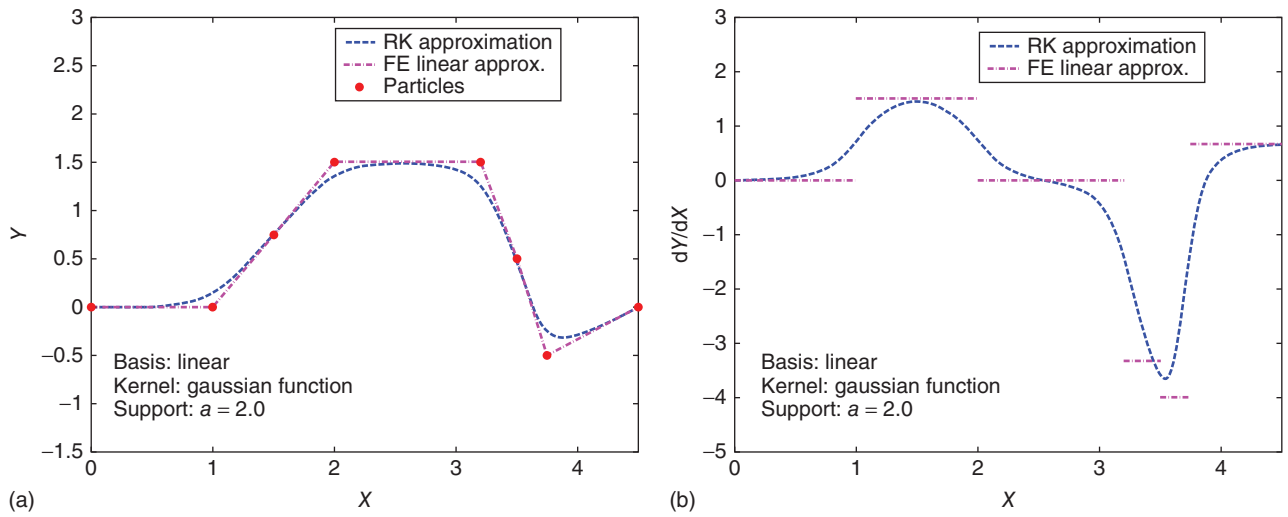 3
2.5
2
1.5
1
0.5
0
−0.5
−1
−1.5
Y
RK approximation
FE linear approx.
Particles
Basis: linear
Kernel: gaussian function
Support: a = 2.0
0 1 2 3 4
X
(a)
3
2
1
0
−1
−2
−3
−4
−5
dY/dX
RK approximation
FE linear approx.
Basis: linear
Kernel: gaussian function
Support: a = 2.0
0 1 2 3 4
X
(b)